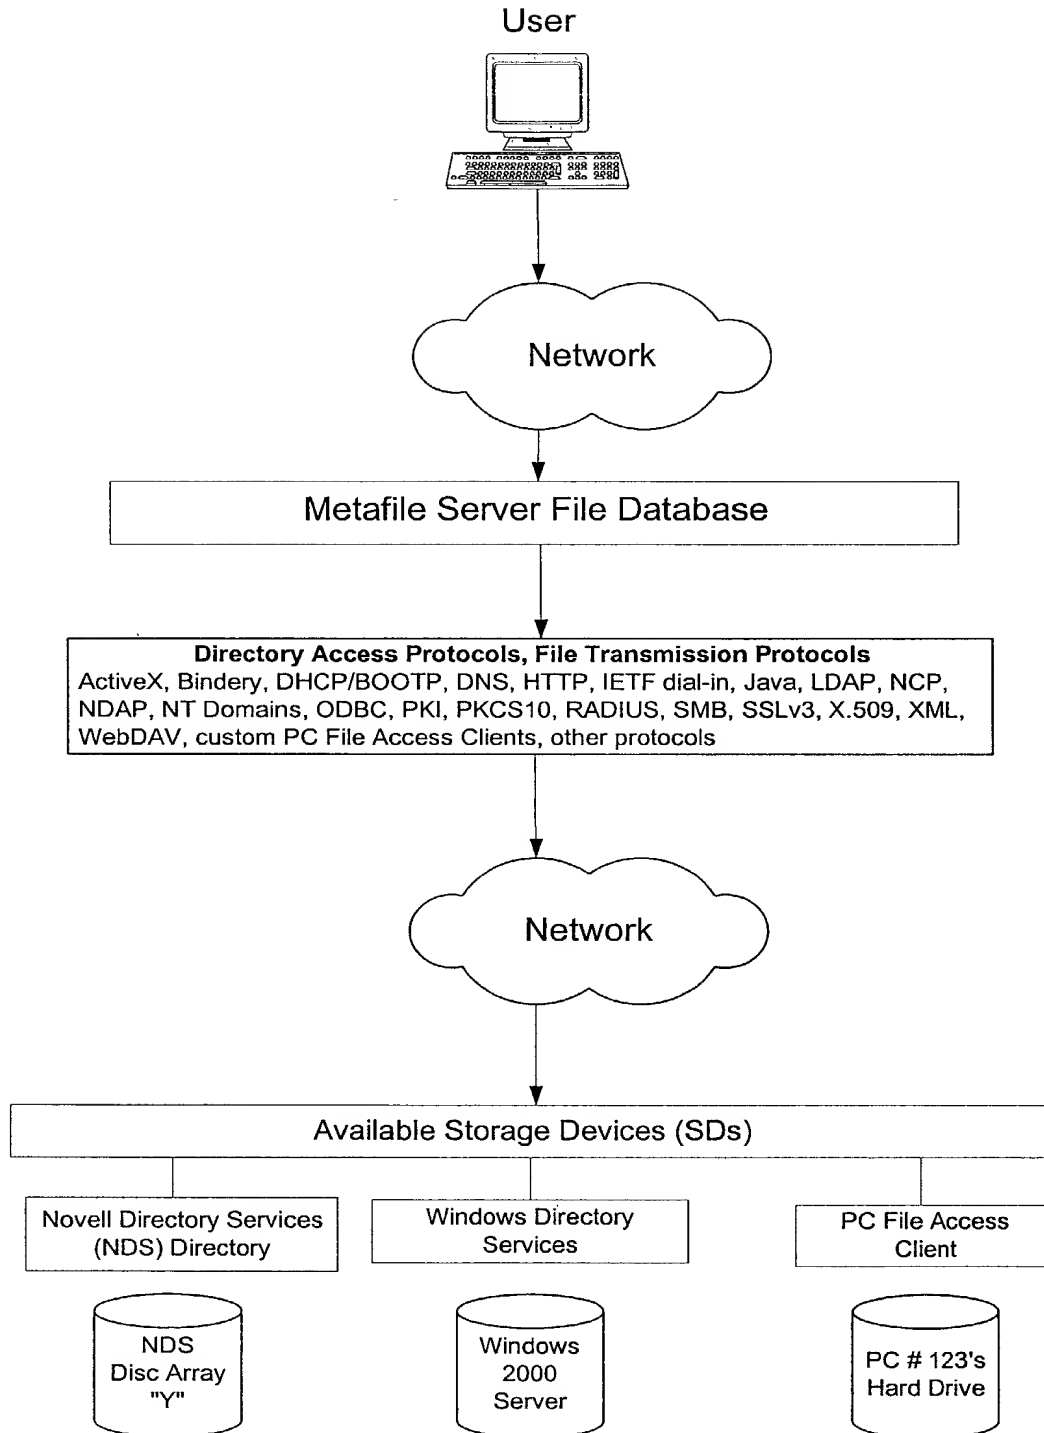 User
Network
Metafile Server File Database
Directory Access Protocols, File Transmission Protocols
ActiveX, Bindery, DHCP/BOOTP, DNS, HTTP, IETF dial-in, Java, LDAP, NCP,
NDAP, NT Domains, ODBC, PKI, PKCS10, RADIUS, SMB, SSLv3, X.509, XML,
WebDAV, custom PC File Access Clients, other protocols
Network
Available Storage Devices (SDs)
Novell Directory Services
(NDS) Directory
Windows Directory
Services
PC File Access
Client
NDS
Disc Array
"Y"
Windows
2000
Server
PC # 123's
Hard Drive